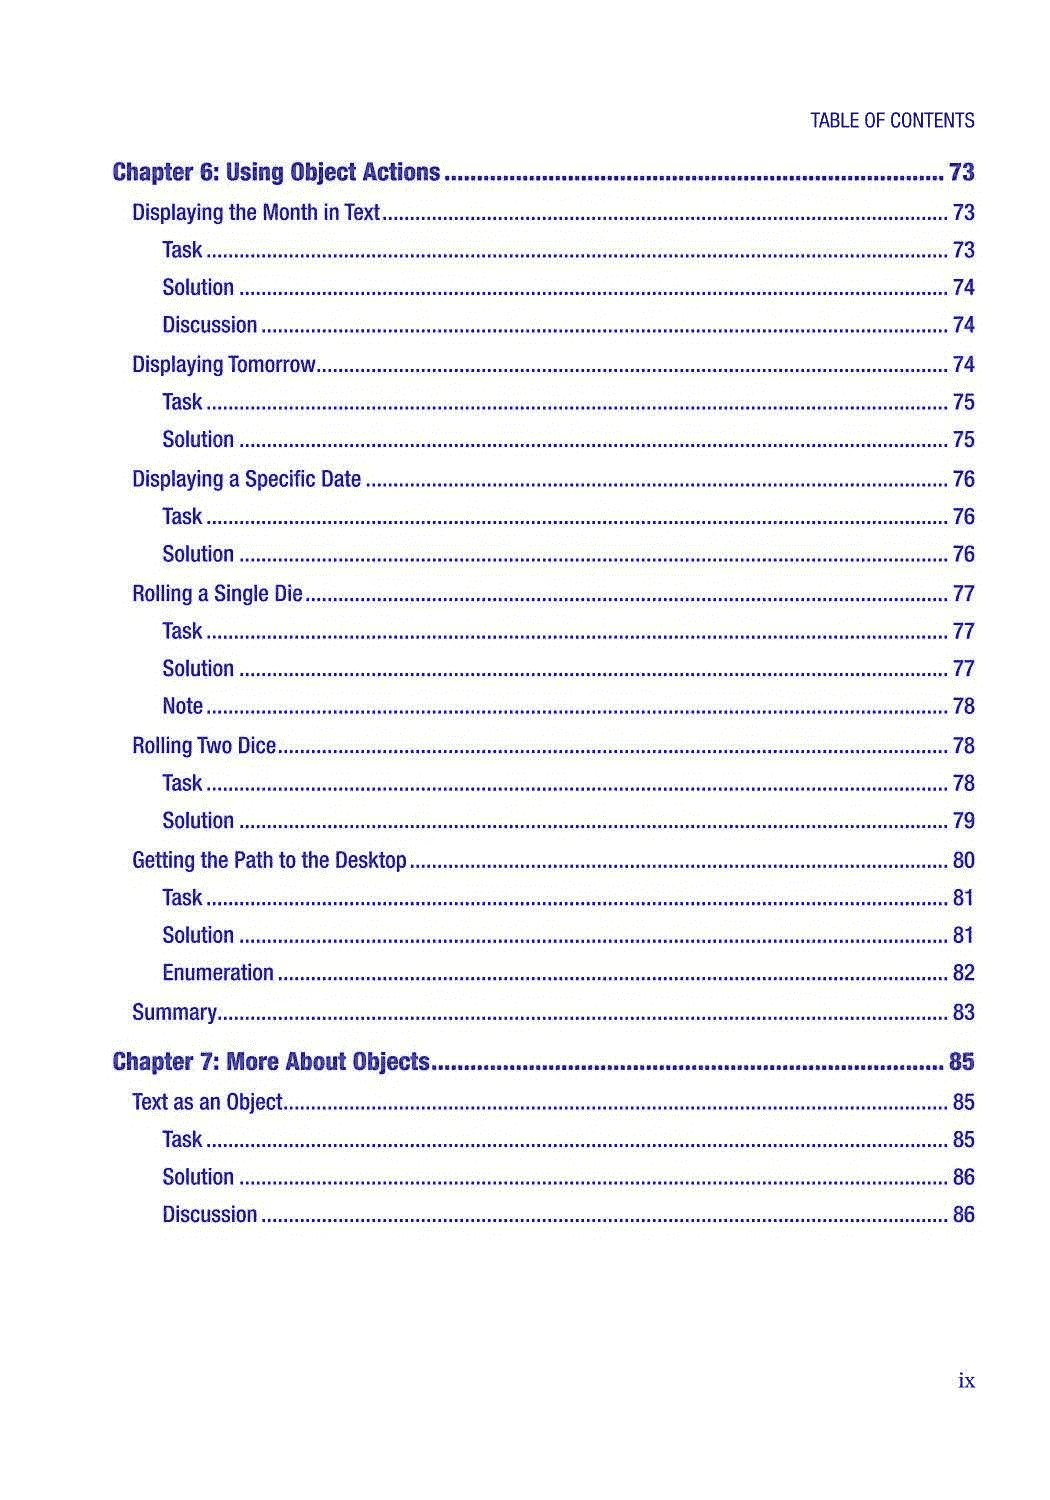 TABLE OF CONTENTS
Chapter 6: Using Object Actions ........ 73
Displaying the Month in Text ........ 73
Task ........ 73
Solution ........ 74
Discussion ........ 74
Displaying Tomorrow ........ 74
Task ........ 75
Solution ........ 75
Displaying a Specific Date ........ 76
Task ........ 76
Solution ........ 76
Rolling a Single Die ........ 77
Task ........ 77
Solution ........ 77
Note ........ 78
Rolling Two Dice ........ 78
Task ........ 78
Solution ........ 79
Getting the Path to the Desktop ........ 80
Task ........ 81
Solution ........ 81
Enumeration ........ 82
Summary ........ 83
Chapter 7: More About Objects ........ 85
Text as an Object ........ 85
Task ........ 85
Solution ........ 86
Discussion ........ 86
ix